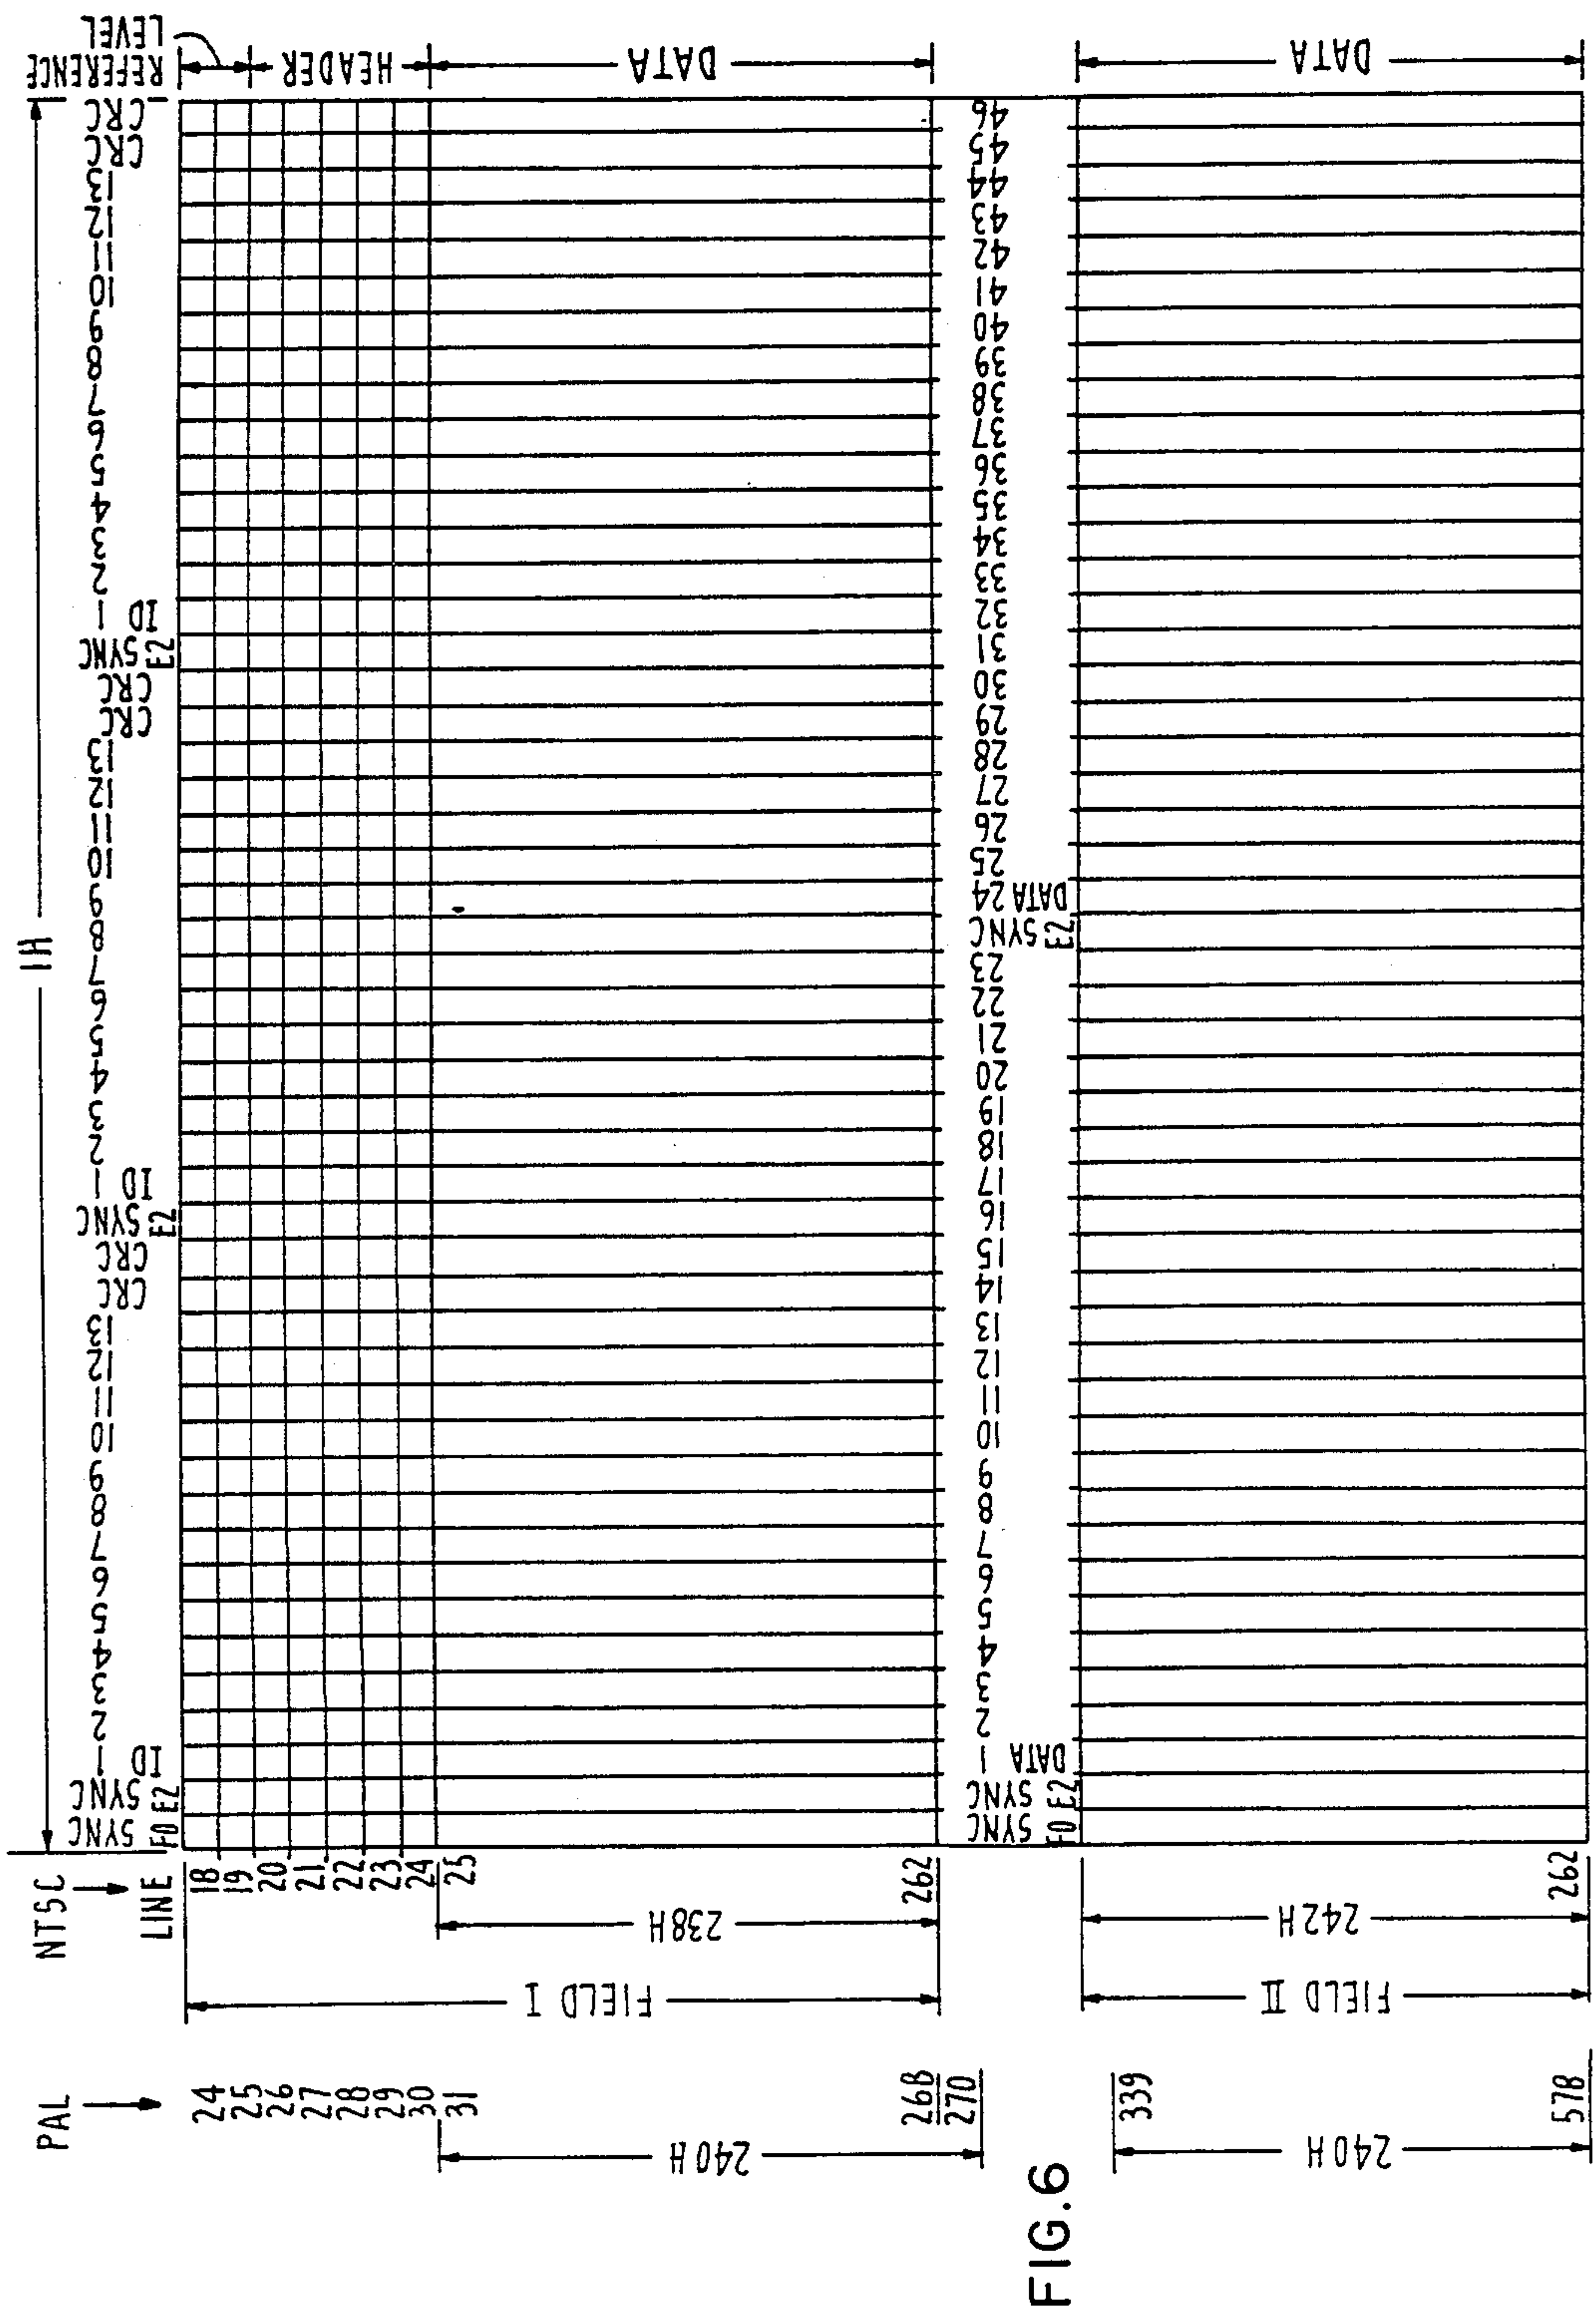 1H
PAL NTSC
LINE
SYNC F0
SYNC E2
ID 1 2 3 4 5 6 7 8 9 10 11 12 13 CRC CRC
SYNC E2
ID 1 2 3 4 5 6 7 8 9 10 11 12 13 CRC CRC
SYNC E2
ID 1 2 3 4 5 6 7 8 9 10 11 12 13 CRC CRC
REFERENCE
LEVEL
24 18
25 19
26 20
27 21
28 22
29 23
30 24
31 25
HEADER
240H
FIELD I
238H
DATA
268 262
270
SYNC F0
SYNC E2
DATA 1 2 3 4 5 6 7 8 9 10 11 12 13 14 15 16 17 18 19 20 21 22 23
SYNC E2
DATA 24 25 26 27 28 29 30 31 32 33 34 35 36 37 38 39 40 41 42 43 44 45 46
339
240H
FIELD II
242H
DATA
578 262
FIG.6